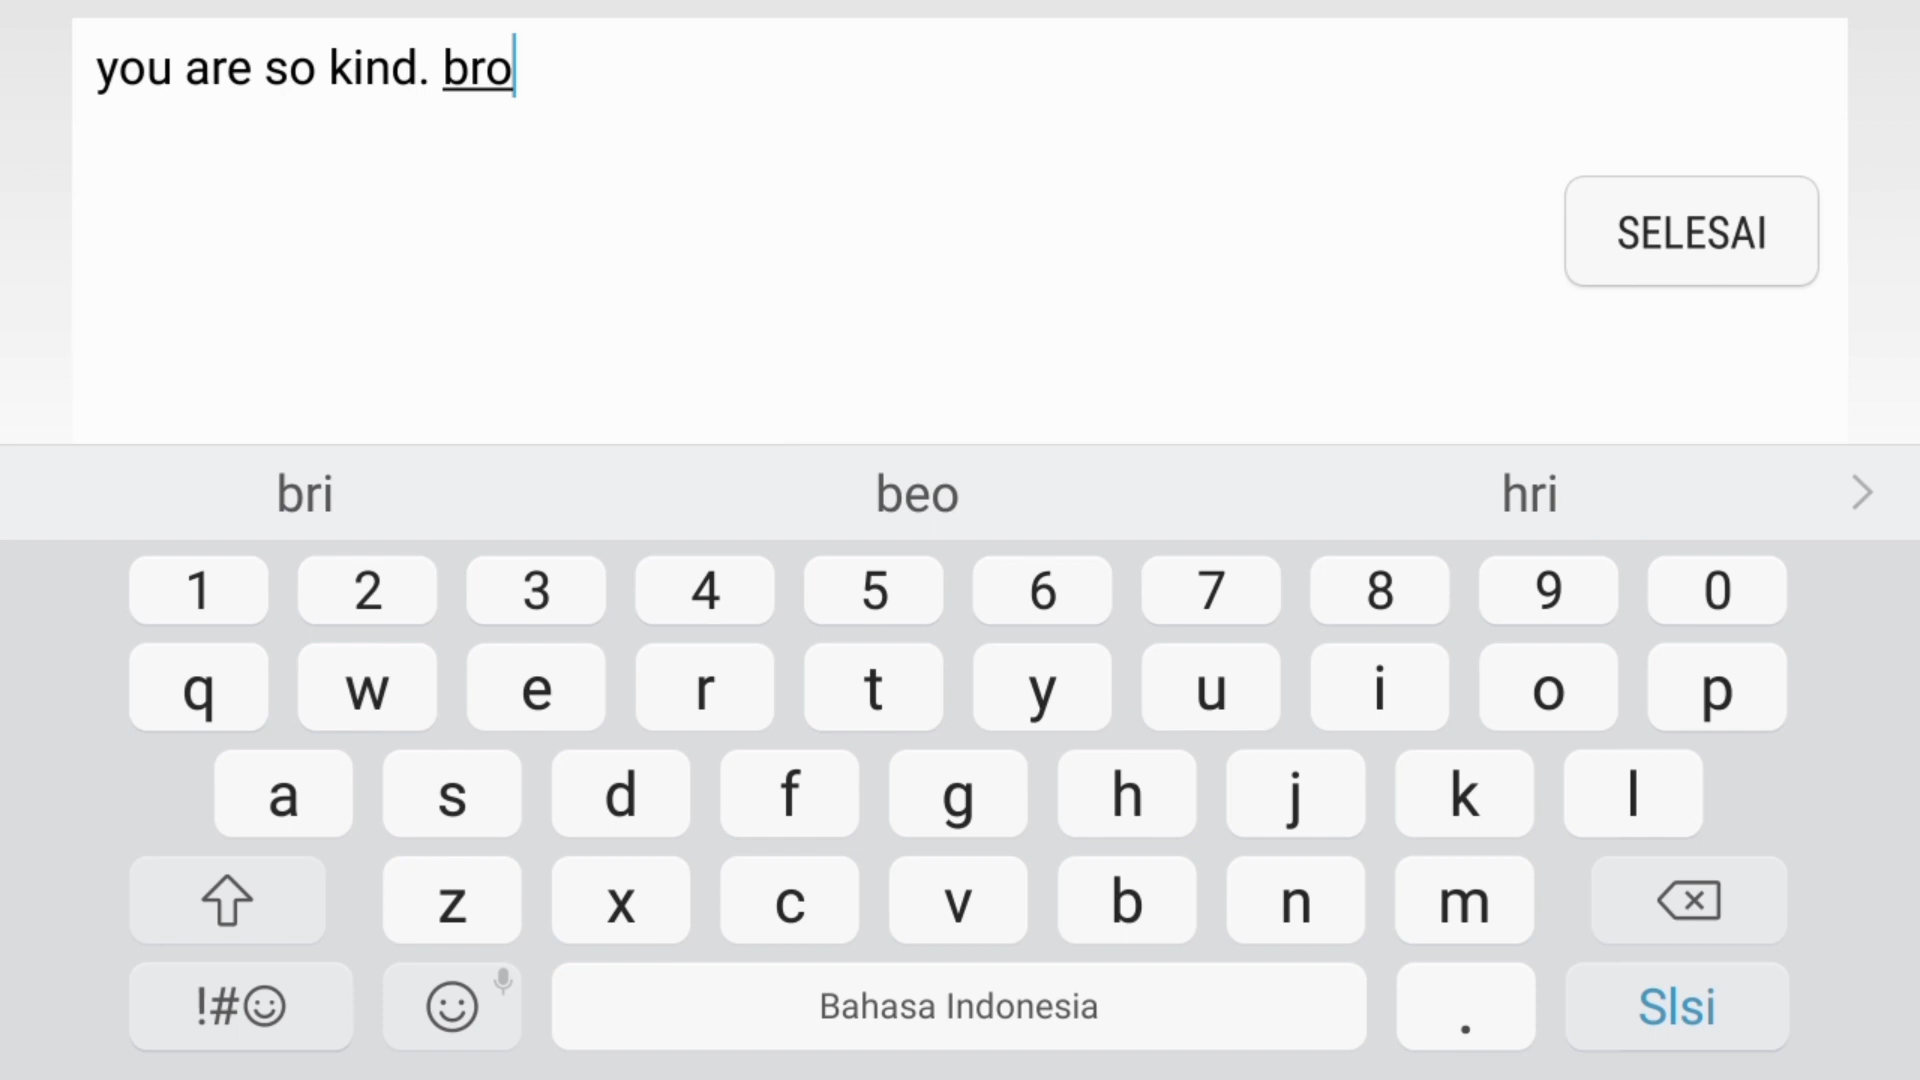 you are so kind. bro
SELESAI
bri beo hri
1 2 3 4 5 6 7 8 9 0
q w e r t y u i o p
a s d f g h j k l
z x c v b n m
!#☺ Bahasa Indonesia . Slsi